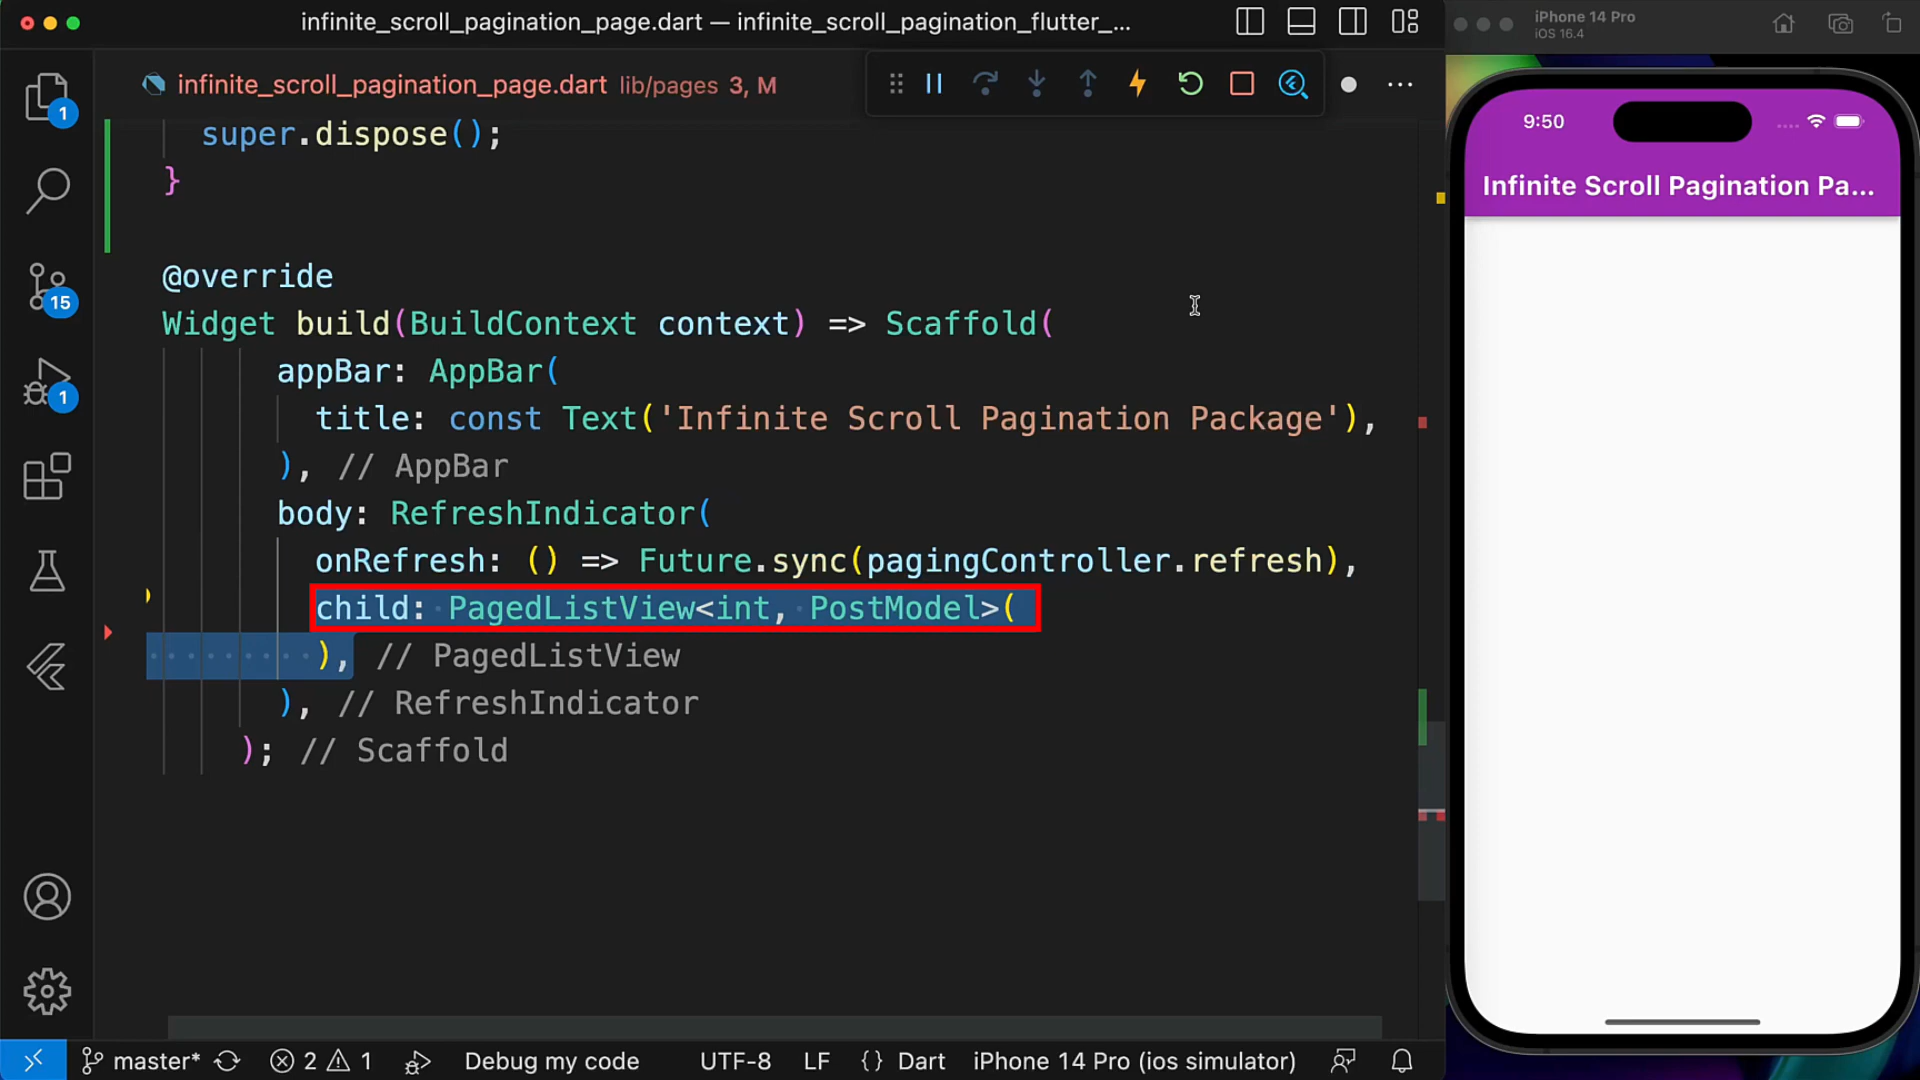 infinite_scroll_pagination_page.dart — infinite_scroll_pagination_flutter_...
iPhone 14 Pro
iOS 16.4
infinite_scroll_pagination_page.dart lib/pages 3, M
9:50
Infinite Scroll Pagination Pa...
super.dispose();
}
@override
Widget build(BuildContext context) => Scaffold(
appBar: AppBar(
title: const Text('Infinite Scroll Pagination Package'),
), // AppBar
body: RefreshIndicator(
onRefresh: () => Future.sync(pagingController.refresh),
child: PagedListView<int, PostModel>(
), // PagedListView
), // RefreshIndicator
); // Scaffold
1
15
1
master* 2 1 Debug my code UTF-8 LF {} Dart iPhone 14 Pro (ios simulator)